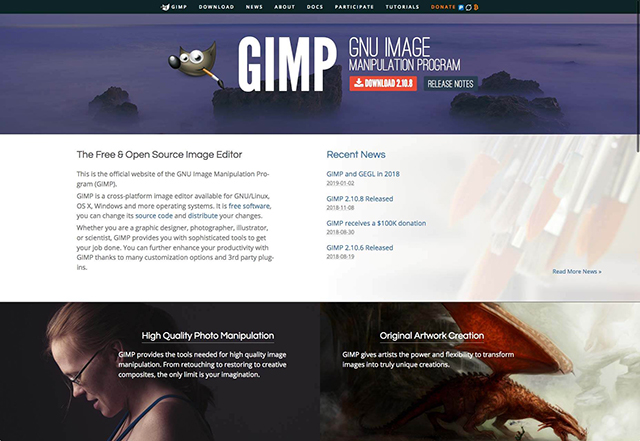 GIMP DOWNLOAD NEWS ABOUT DOCS PARTICIPATE TUTORIALS DONATE
GIMP
GNU IMAGE
MANIPULATION PROGRAM
DOWNLOAD 2.10.8 RELEASE NOTES
The Free & Open Source Image Editor
This is the official website of the GNU Image Manipulation Pro-
gram (GIMP).
GIMP is a cross-platform image editor available for GNU/Linux,
OS X, Windows and more operating systems. It is free software,
you can change its source code and distribute your changes.
Whether you are a graphic designer, photographer, illustrator,
or scientist, GIMP provides you with sophisticated tools to get
your job done. You can further enhance your productivity with
GIMP thanks to many customization options and 3rd party plug-
ins.
Recent News
GIMP and GEGL in 2018
2019-01-02
GIMP 2.10.8 Released
2018-11-08
GIMP receives a $100K donation
2018-08-30
GIMP 2.10.6 Released
2018-08-19
Read More News »
High Quality Photo Manipulation
GIMP provides the tools needed for high quality image
manipulation. From retouching to restoring to creative
composites, the only limit is your imagination.
Original Artwork Creation
GIMP gives artists the power and flexibility to transform
images into truly unique creations.